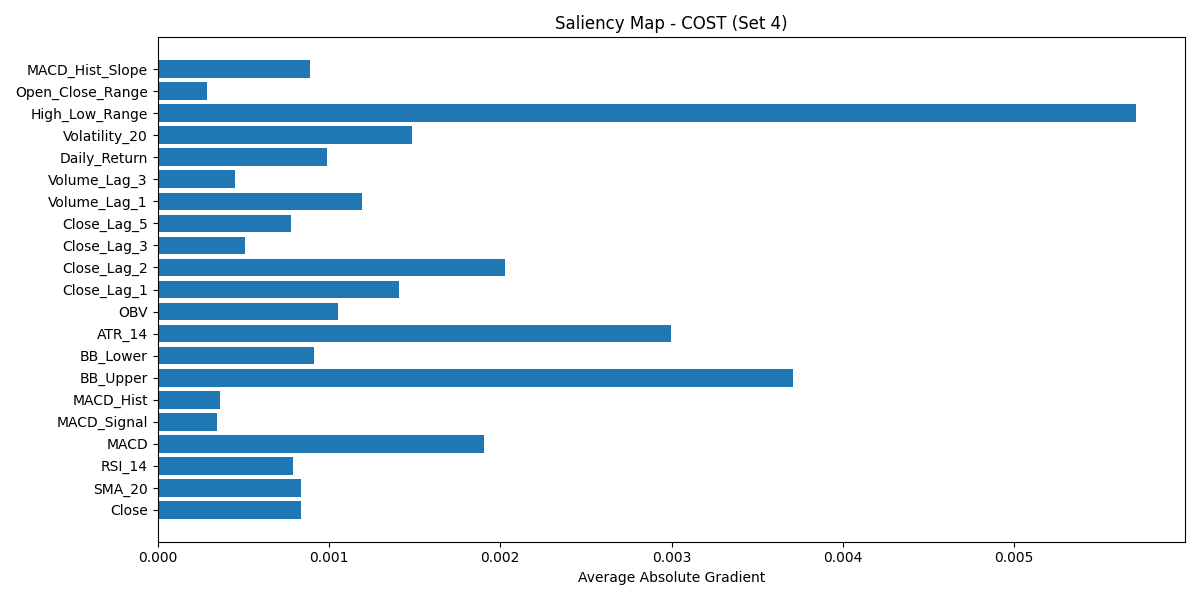 Saliency Map - COST (Set 4)
MACD_Hist_Slope
Open_Close_Range
High_Low_Range
Volatility_20
Daily_Return
Volume_Lag_3
Volume_Lag_1
Close_Lag_5
Close_Lag_3
Close_Lag_2
Close_Lag_1
OBV
ATR_14
BB_Lower
BB_Upper
MACD_Hist
MACD_Signal
MACD
RSI_14
SMA_20
Close
0.000 0.001 0.002 0.003 0.004 0.005
Average Absolute Gradient